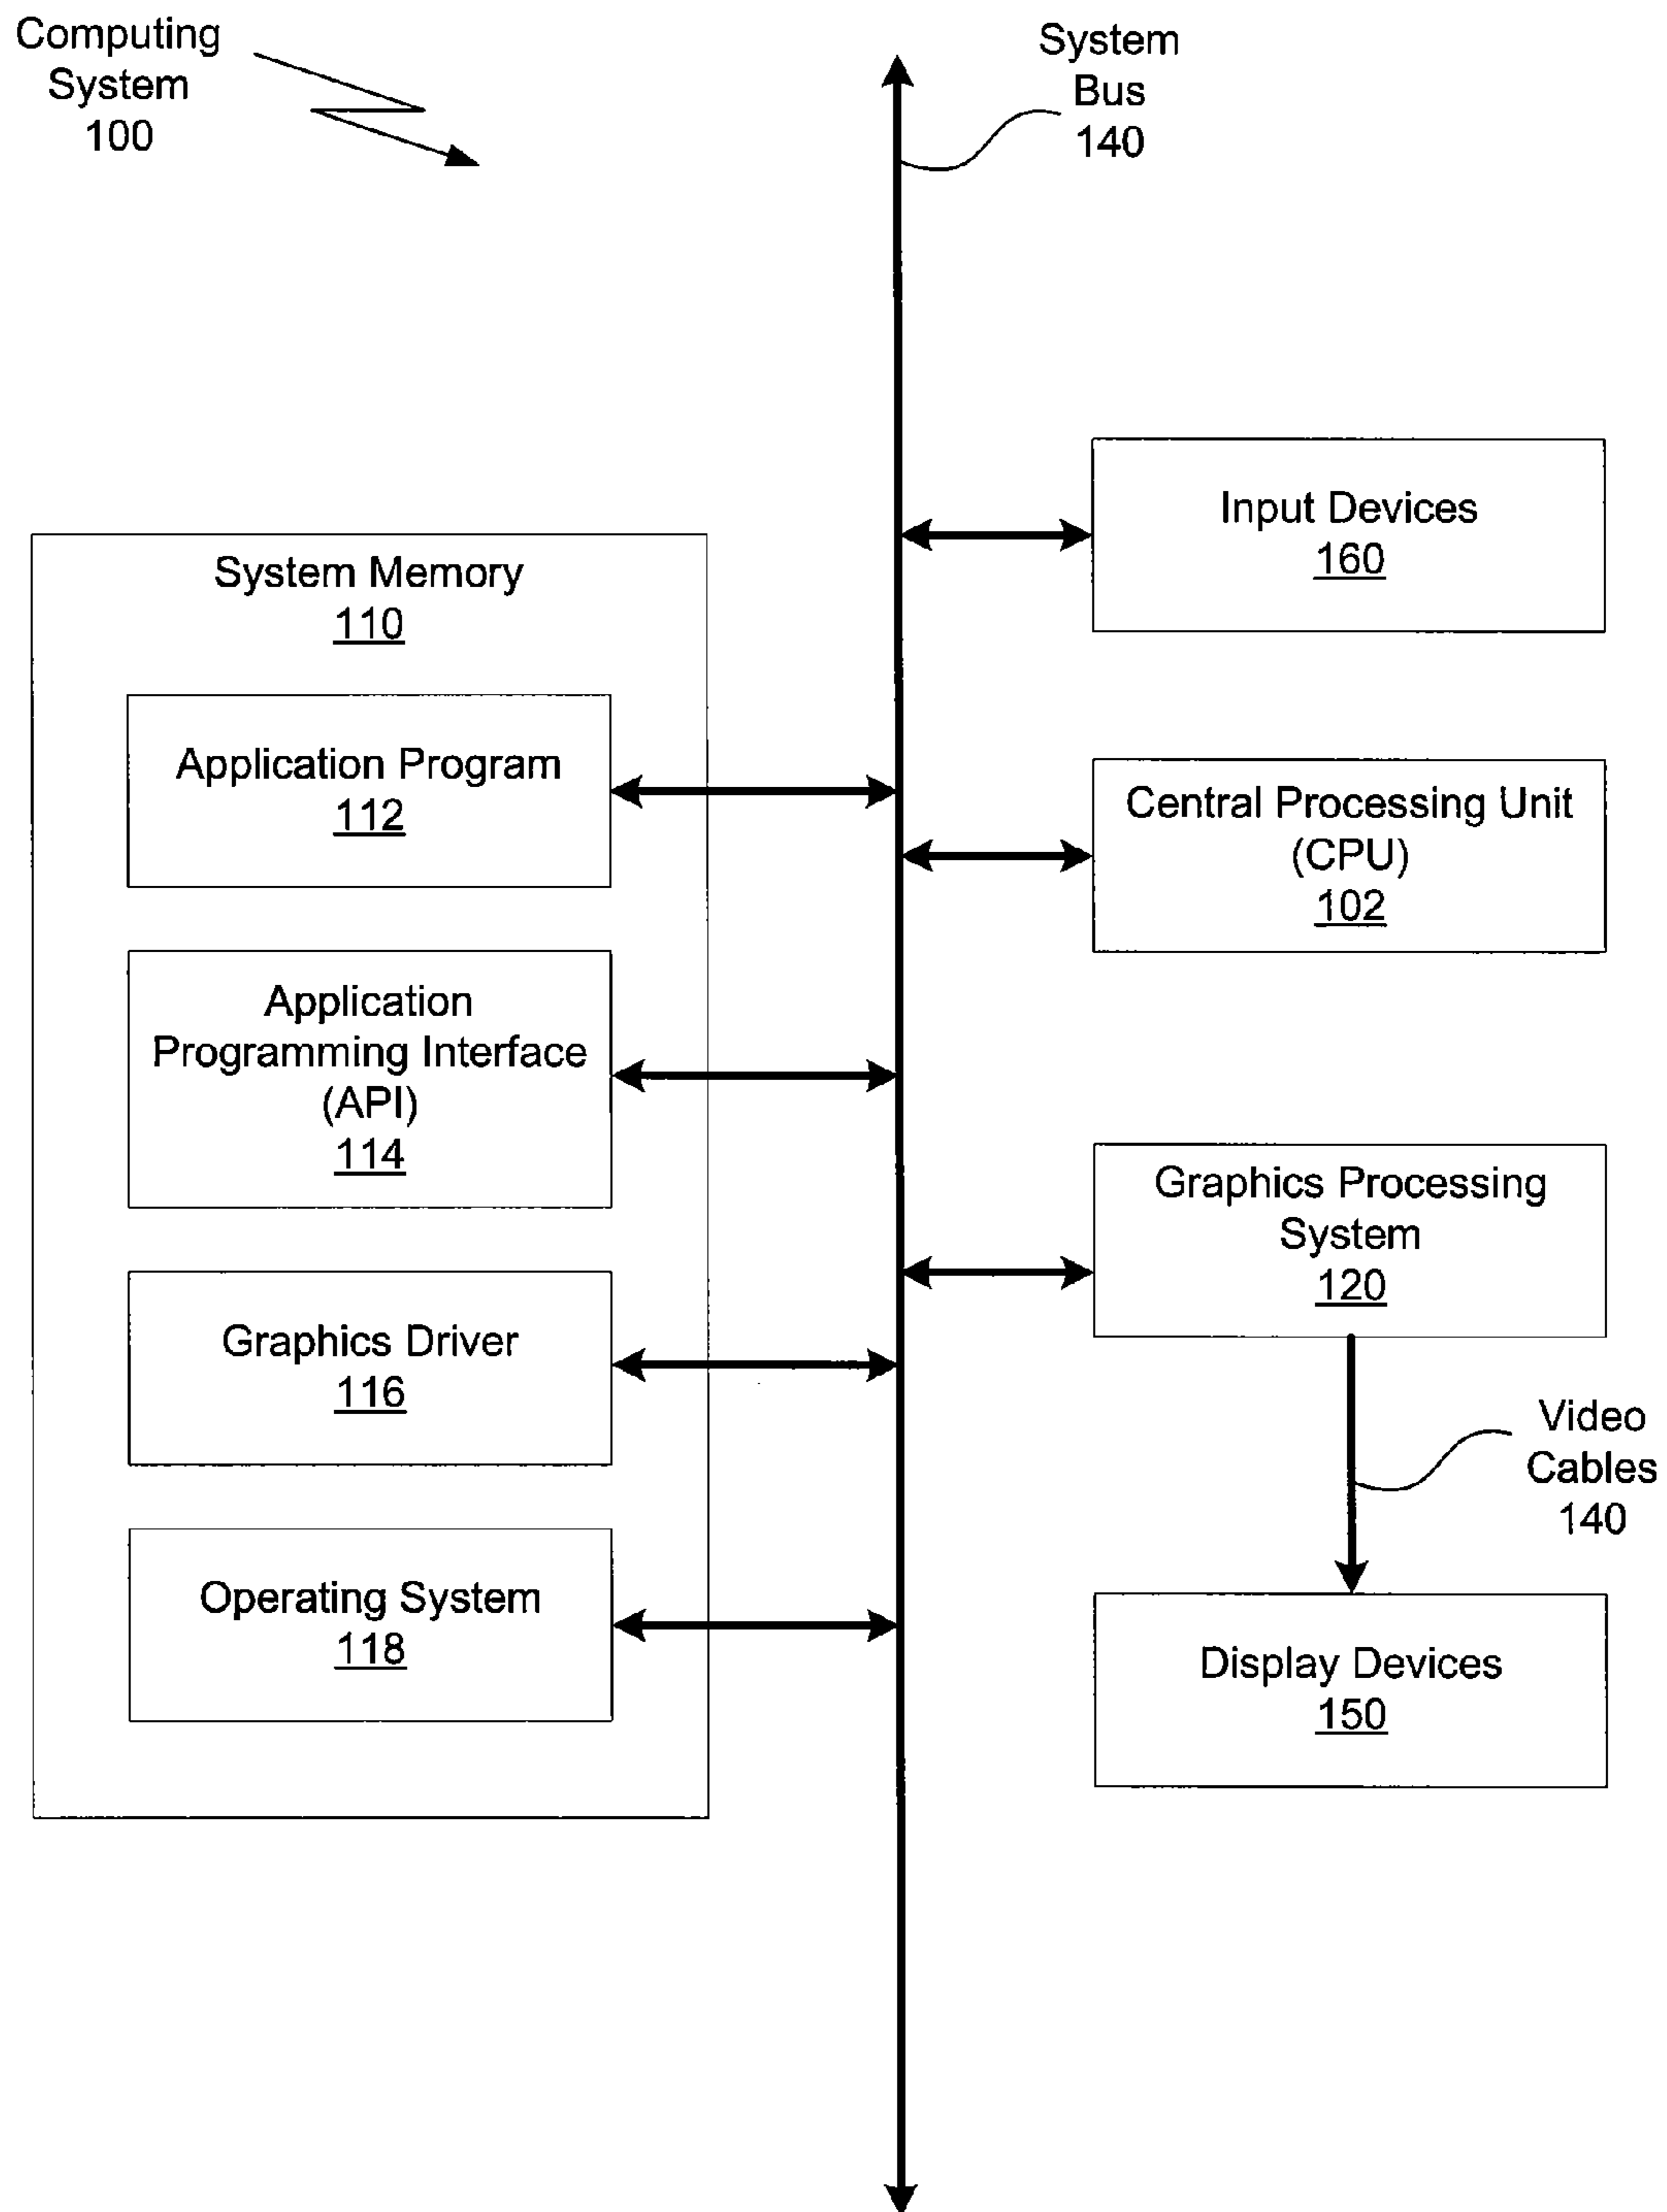 Computing
System
100
System
Bus
140
Input Devices
160
System Memory
110
Application Program
112
Central Processing Unit
(CPU)
102
Application
Programming Interface
(API)
114
Graphics Processing
System
120
Graphics Driver
116
Video
Cables
140
Operating System
118
Display Devices
150